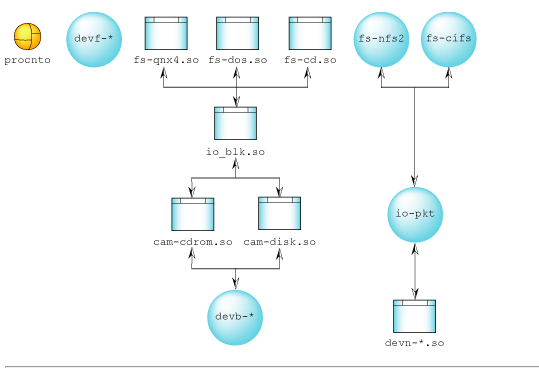 procnto
devf-*
fs-qnx4.so
fs-dos.so
fs-cd.so
fs-nfs2
fs-cifs
io_blk.so
cam-cdrom.so
cam-disk.so
io-pkt
devb-*
devn-*.so